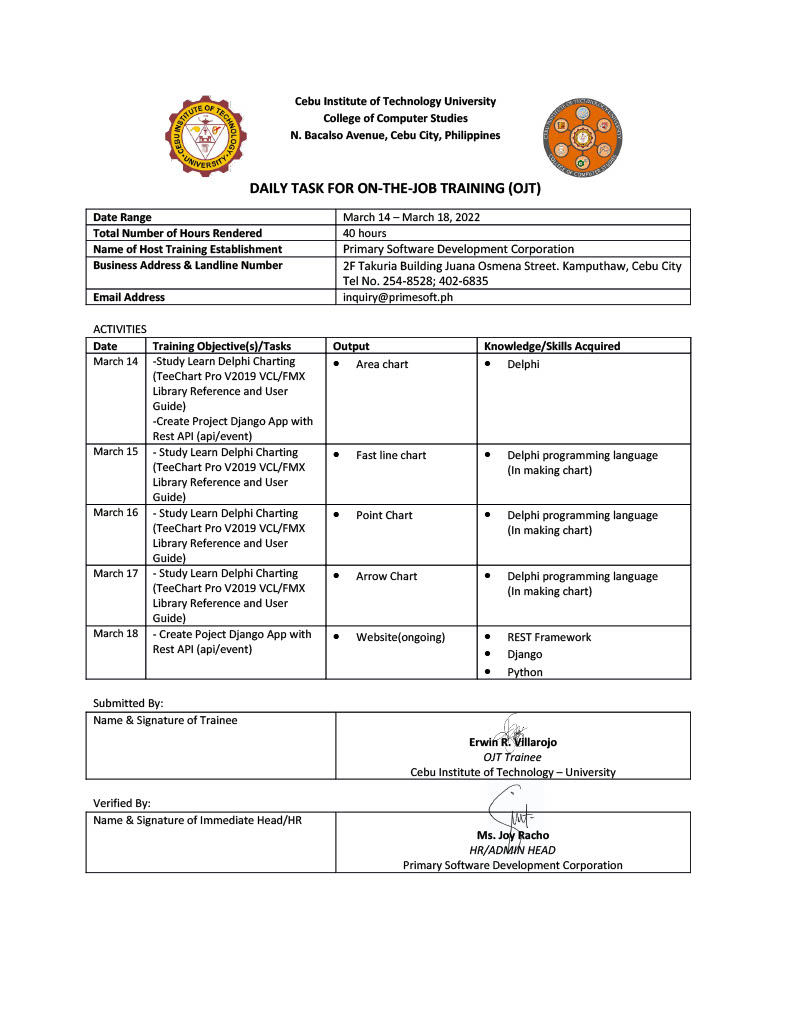 Cebu Institute of Technology University
College of Computer Studies
N. Bacalso Avenue, Cebu City, Philippines
CEBU INSTITUTE OF TECHNOLOGY
UNIVERSITY
CEBU INSTITUTE OF TECHNOLOGY UNIVERSITY
COLLEGE OF COMPUTER STUDIES
DAILY TASK FOR ON-THE-JOB TRAINING (OJT)
Date Range March 14 – March 18, 2022
Total Number of Hours Rendered 40 hours
Name of Host Training Establishment Primary Software Development Corporation
Business Address & Landline Number 2F Takuria Building Juana Osmena Street. Kamputhaw, Cebu City
Tel No. 254-8528; 402-6835
Email Address inquiry@primesoft.ph
ACTIVITIES
Date Training Objective(s)/Tasks Output Knowledge/Skills Acquired
March 14 -Study Learn Delphi Charting ● Area chart ● Delphi
(TeeChart Pro V2019 VCL/FMX
Library Reference and User
Guide)
-Create Project Django App with
Rest API (api/event)
March 15 - Study Learn Delphi Charting ● Fast line chart ● Delphi programming language
(TeeChart Pro V2019 VCL/FMX (In making chart)
Library Reference and User
Guide)
March 16 - Study Learn Delphi Charting ● Point Chart ● Delphi programming language
(TeeChart Pro V2019 VCL/FMX (In making chart)
Library Reference and User
Guide)
March 17 - Study Learn Delphi Charting ● Arrow Chart ● Delphi programming language
(TeeChart Pro V2019 VCL/FMX (In making chart)
Library Reference and User
Guide)
March 18 - Create Poject Django App with ● Website(ongoing) ● REST Framework
Rest API (api/event) ● Django
● Python
Submitted By:
Name & Signature of Trainee
Erwin R. Villarojo
OJT Trainee
Cebu Institute of Technology – University
Verified By:
Name & Signature of Immediate Head/HR
Ms. Joy Racho
HR/ADMIN HEAD
Primary Software Development Corporation